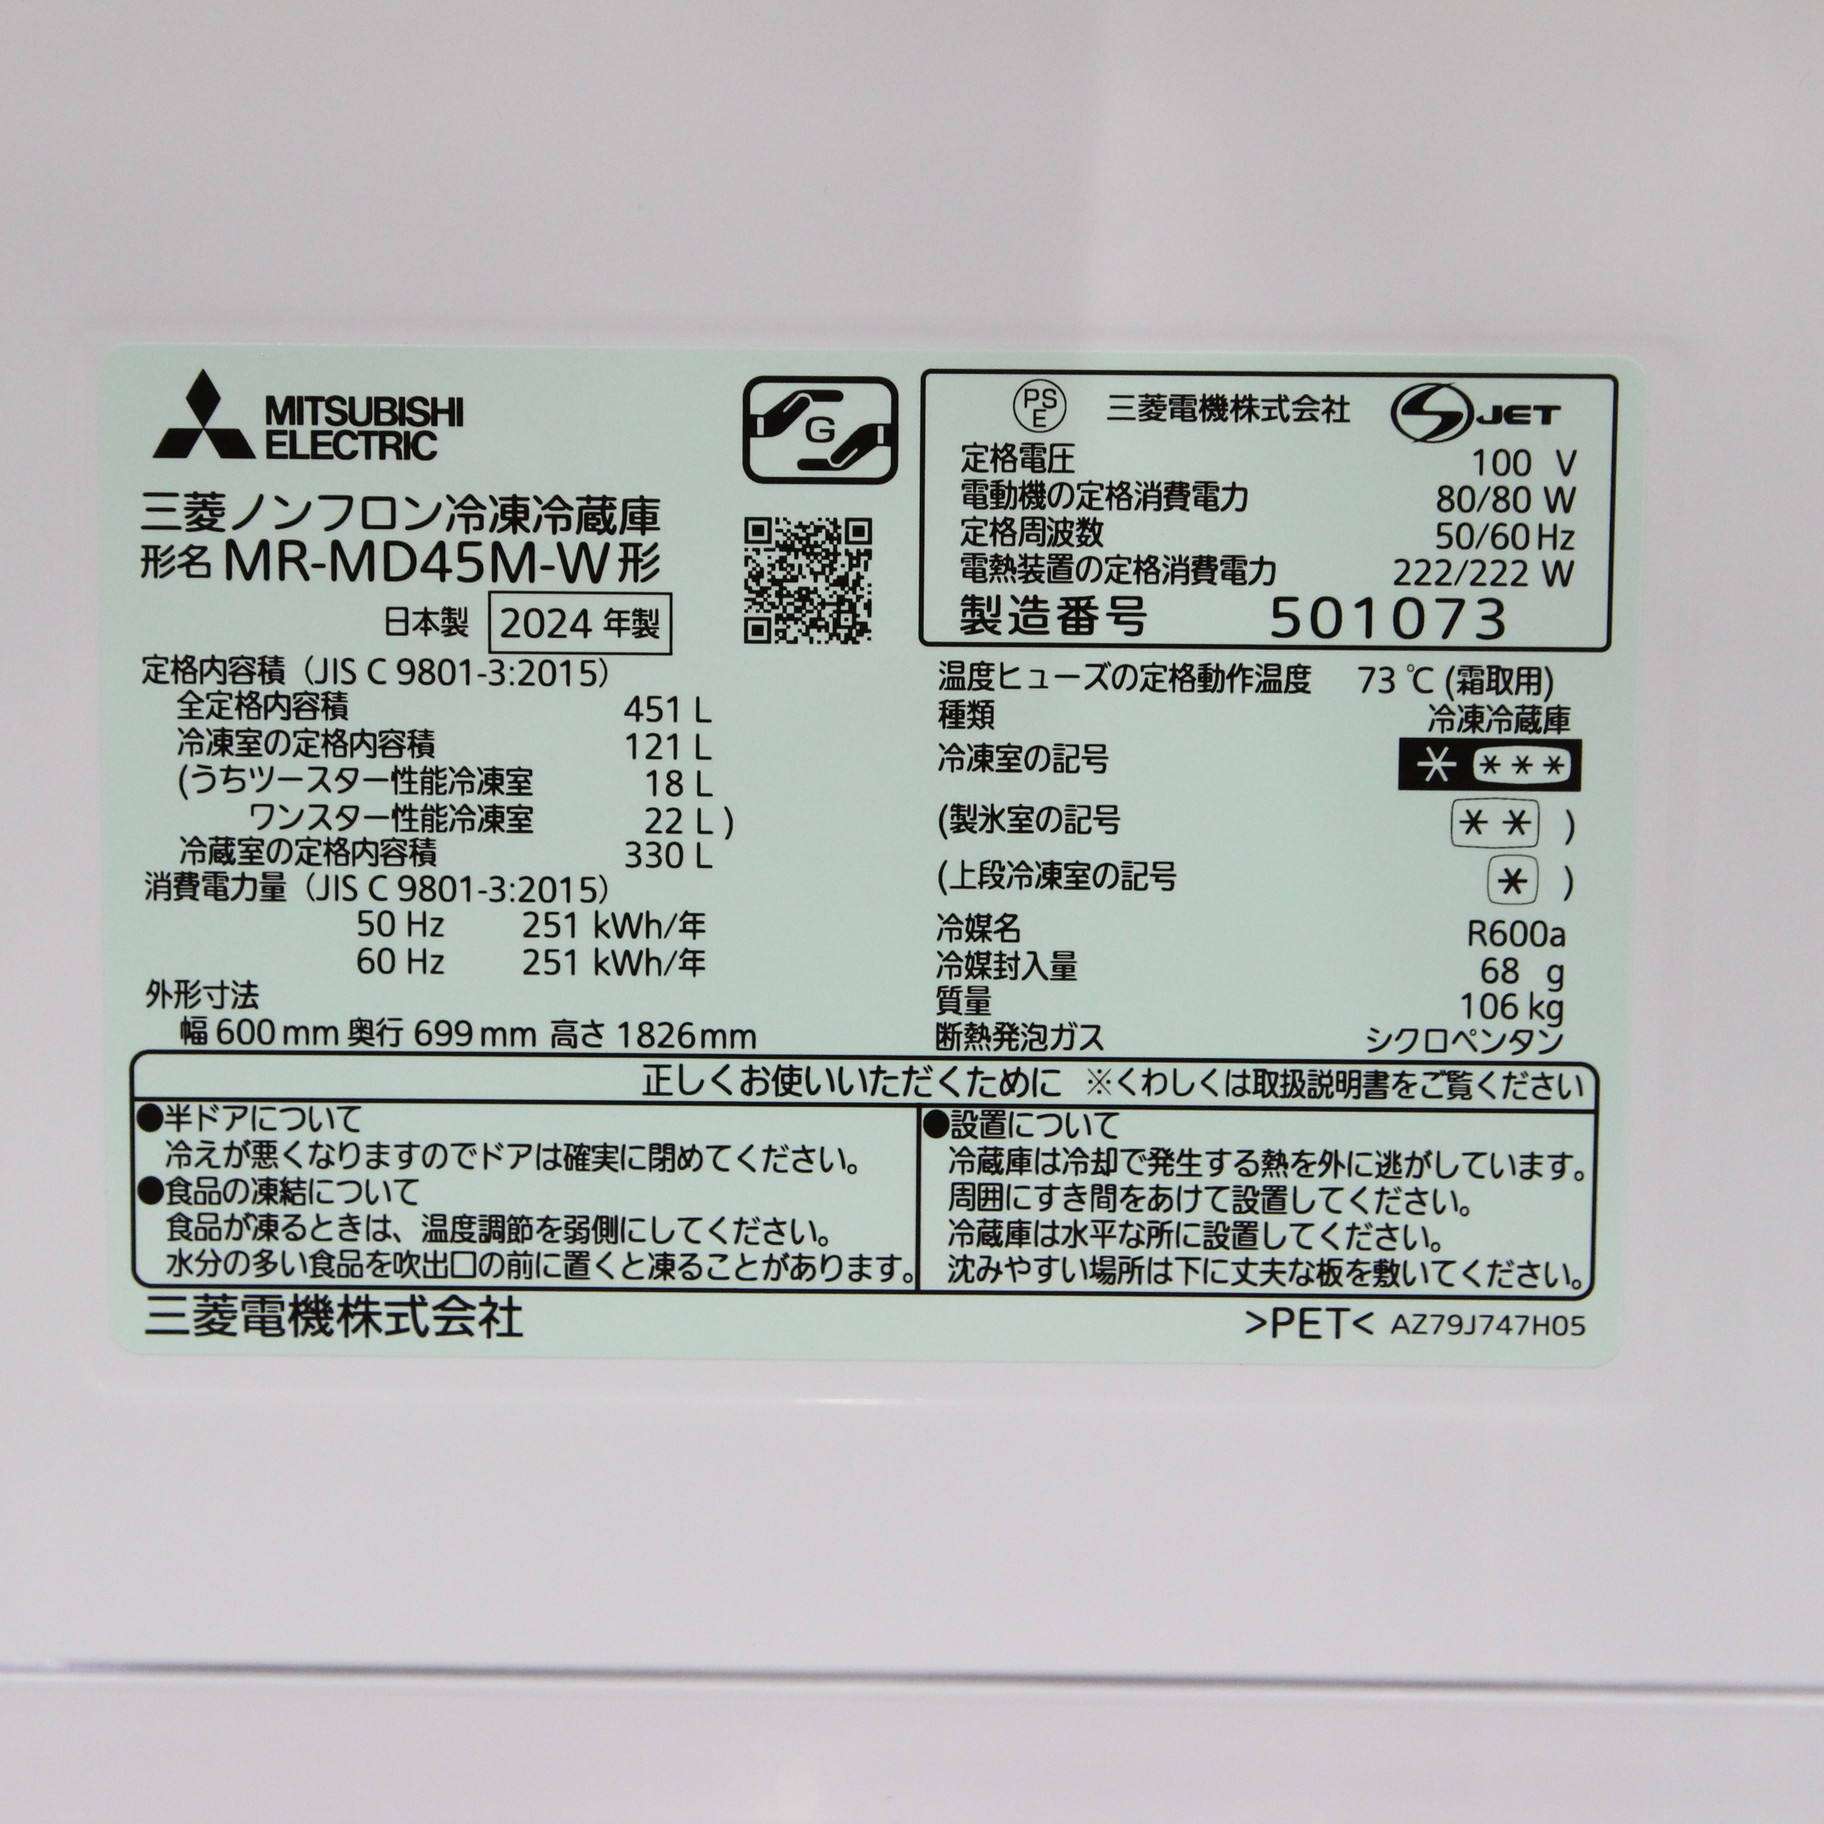 MITSUBISHI
ELECTRIC
G
三菱ノンフロン冷凍冷蔵庫
形名 MR-MD45M-W形
日本製 2024 年製
定格内容積（JIS C 9801-3:2015）
全定格内容積 451 L
冷凍室の定格内容積 121 L
(うちツースター性能冷凍室 18 L
ワンスター性能冷凍室 22 L )
冷蔵室の定格内容積 330 L
消費電力量（JIS C 9801-3:2015）
50 Hz 251 kWh/年
60 Hz 251 kWh/年
外形寸法
幅 600 mm 奥行 699 mm 高さ 1826mm
PS
E
三菱電機株式会社 JET
定格電圧 100 V
電動機の定格消費電力 80/80 W
定格周波数 50/60 Hz
電熱装置の定格消費電力 222/222 W
製造番号 501073
温度ヒューズの定格動作温度 73 ℃ (霜取用)
種類 冷凍冷蔵庫
冷凍室の記号 * ***
(製氷室の記号 ** )
(上段冷凍室の記号 * )
冷媒名 R600a
冷媒封入量 68 g
質量 106 kg
断熱発泡ガス シクロペンタン
正しくお使いいただくために ※くわしくは取扱説明書をご覧ください
●半ドアについて
冷えが悪くなりますのでドアは確実に閉めてください。
●食品の凍結について
食品が凍るときは、温度調節を弱側にしてください。
水分の多い食品を吹出口の前に置くと凍ることがあります。
●設置について
冷蔵庫は冷却で発生する熱を外に逃がしています。
周囲にすき間をあけて設置してください。
冷蔵庫は水平な所に設置してください。
沈みやすい場所は下に丈夫な板を敷いてください。
三菱電機株式会社
>PET< AZ79J747H05